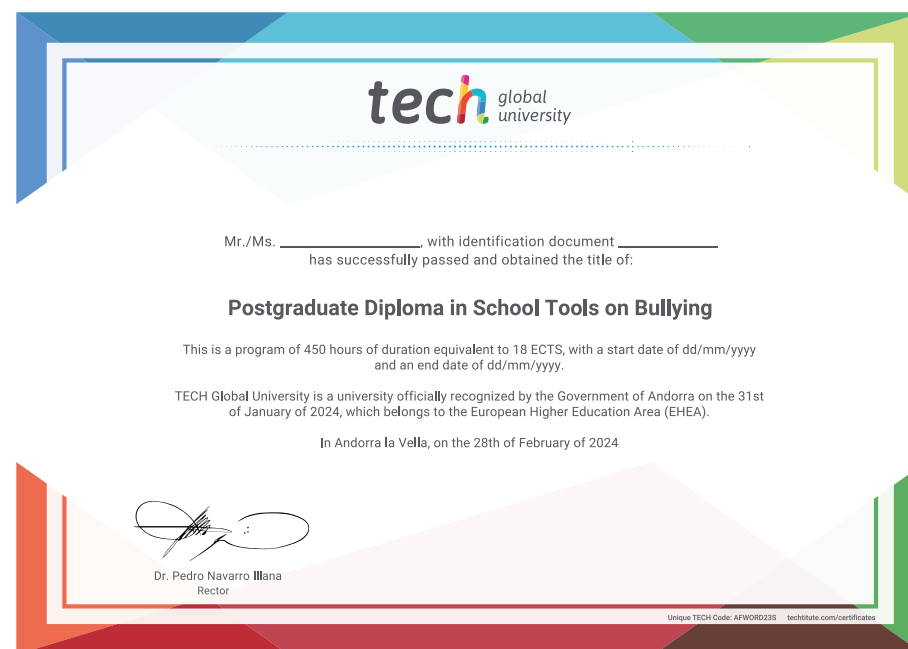 tech global
university
Mr./Ms. ____________________, with identification document ______________
has successfully passed and obtained the title of:
Postgraduate Diploma in School Tools on Bullying
This is a program of 450 hours of duration equivalent to 18 ECTS, with a start date of dd/mm/yyyy
and an end date of dd/mm/yyyy.
TECH Global University is a university officially recognized by the Government of Andorra on the 31st
of January of 2024, which belongs to the European Higher Education Area (EHEA).
In Andorra la Vella, on the 28th of February of 2024
Dr. Pedro Navarro Illana
Rector
Unique TECH Code: AFWORD23S techtitute.com/certificates